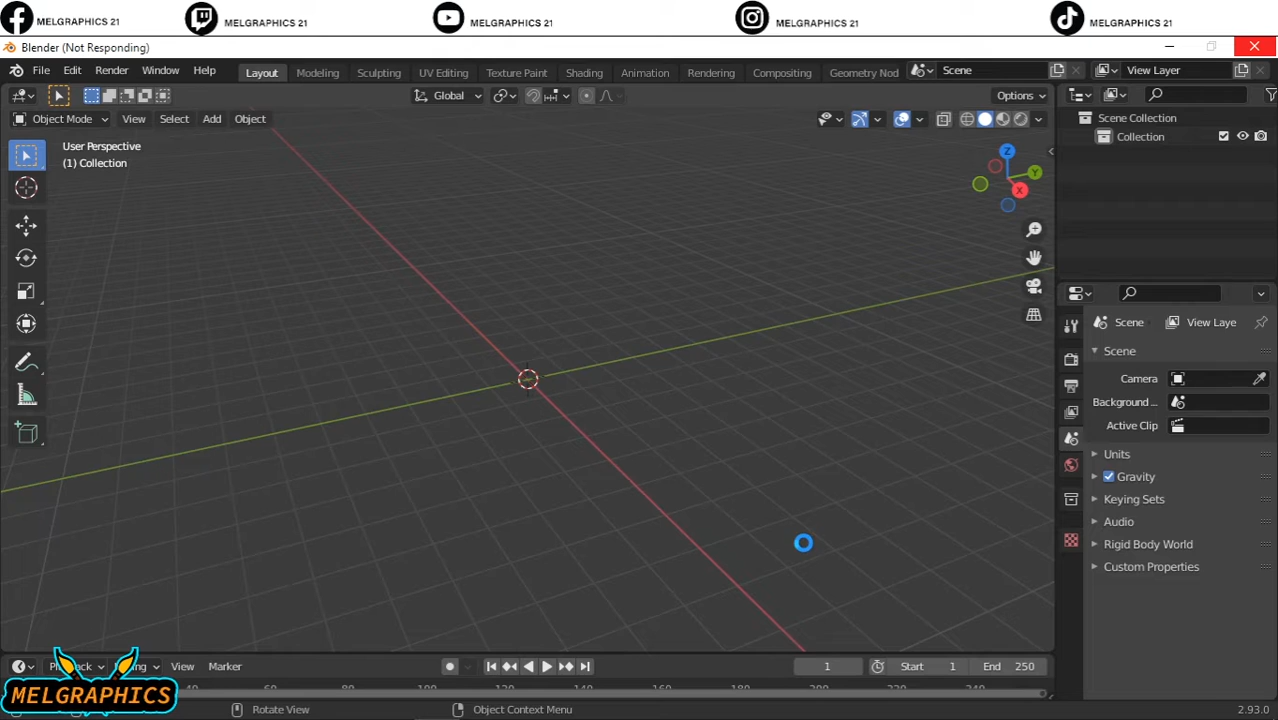 MELGRAPHICS 21 MELGRAPHICS 21 MELGRAPHICS 21 MELGRAPHICS 21 MELGRAPHICS 21
Blender (Not Responding)
File Edit Render Window Help Layout Modeling Sculpting UV Editing Texture Paint Shading Animation Rendering Compositing Geometry Nod Scene View Layer
Global Options
Object Mode View Select Add Object
User Perspective
(1) Collection
Z
Y
X
Scene Collection
Collection
Scene View Laye
Scene
Camera
Background ...
Active Clip
Units
Gravity
Keying Sets
Audio
Rigid Body World
Custom Properties
View Marker 1 Start 1 End 250
MELGRAPHICS
Rotate View Object Context Menu 2.93.0